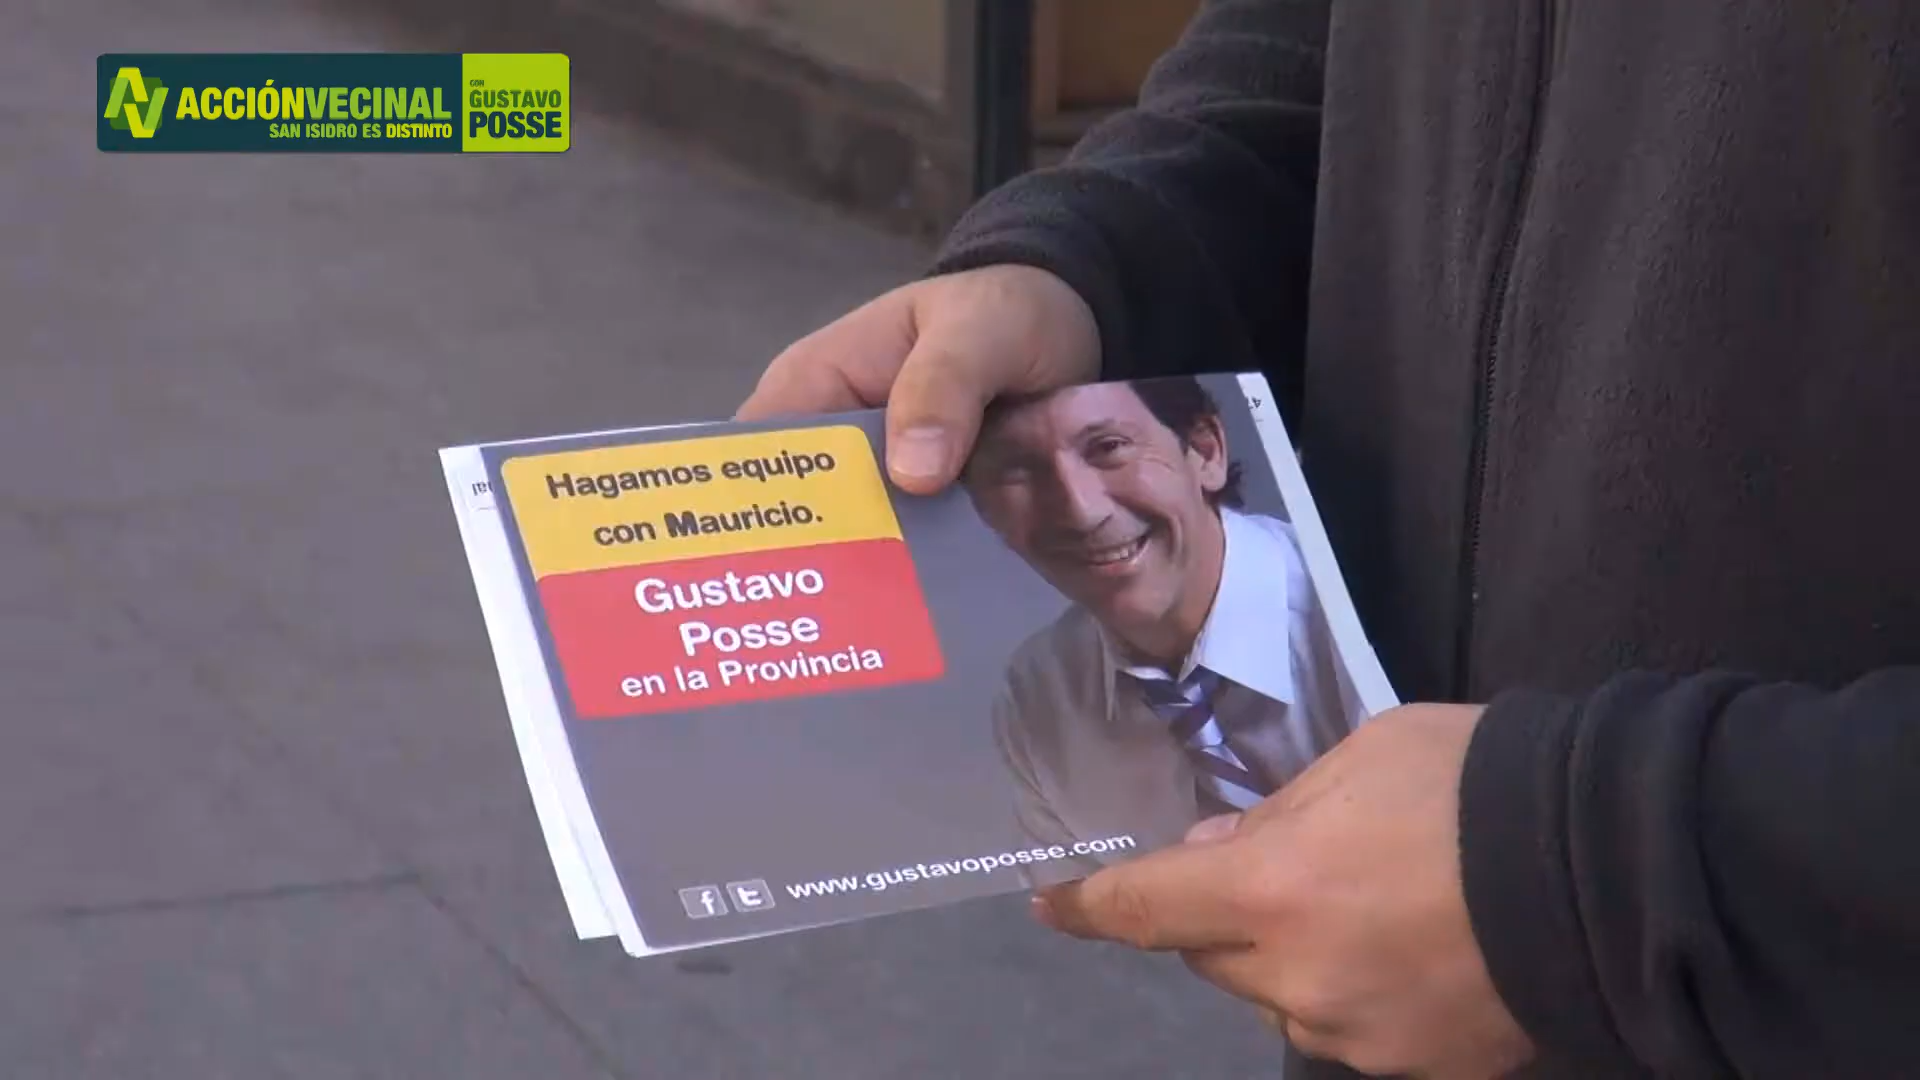 ACCIÓNVECINAL
SAN ISIDRO ES DISTINTO
CON
GUSTAVO
POSSE
Hagamos equipo
con Mauricio.
Gustavo
Posse
en la Provincia
www.gustavoposse.com